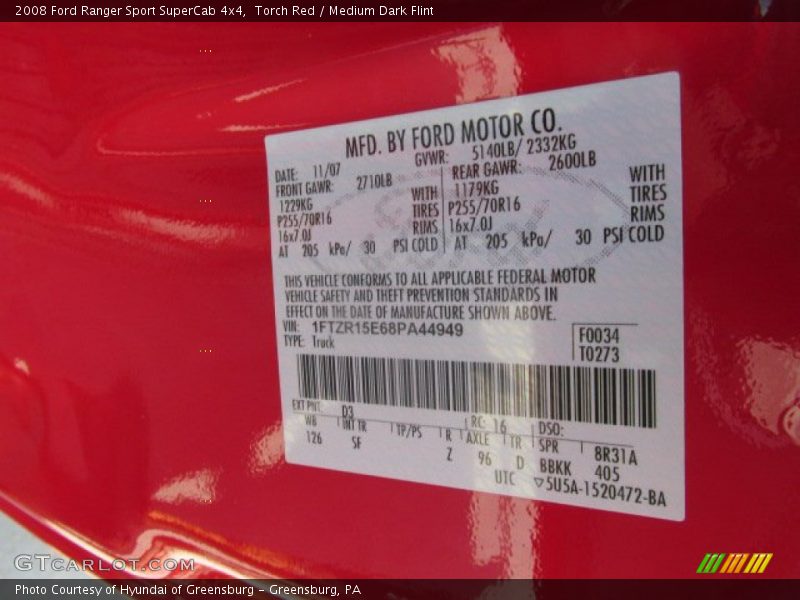 2008 Ford Ranger Sport SuperCab 4x4,  Torch Red / Medium Dark Flint
MFD. BY FORD MOTOR CO.
DATE: 11/07 GVWR: 5140LB/ 2332KG
FRONT GAWR: 2710LB REAR GAWR: 2600LB
1229KG WITH 1179KG WITH
P255/70R16 TIRES P255/70R16 TIRES
16x7.0J RIMS 16x7.0J RIMS
AT 205 kPa/ 30 PSI COLD AT 205 kPa/ 30 PSI COLD
THIS VEHICLE CONFORMS TO ALL APPLICABLE FEDERAL MOTOR
VEHICLE SAFETY AND THEFT PREVENTION STANDARDS IN
EFFECT ON THE DATE OF MANUFACTURE SHOWN ABOVE.
VIN: 1FTZR15E68PA44949 F0034
TYPE: Truck T0273
EXT PNT: D3 RC: 16 DSO:
WB INT TR TP/PS R AXLE TR SPR 8R31A
126 SF Z 96 D BBKK 405
UTC ▽5U5A-1520472-BA
GTCarLot.com
Photo Courtesy of Hyundai of Greensburg - Greensburg, PA